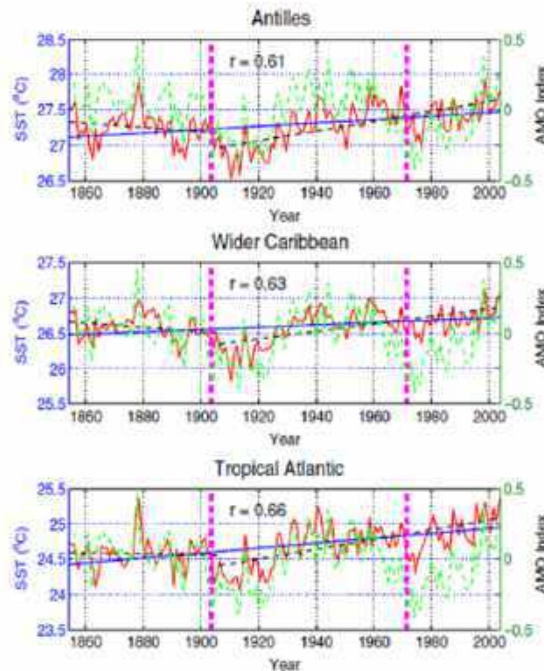 Antilles
28.5
28
27.5
27
26.5
SST (°C)
r = 0.61
0.5
0
-0.5
AMO Index
1860 1880 1900 1920 1940 1960 1980 2000
Year
Wider Caribbean
27.5
27
26.5
26
25.5
SST (°C)
r = 0.63
0.5
0
-0.5
AMO Index
1860 1880 1900 1920 1940 1960 1980 2000
Year
Tropical Atlantic
25.5
25
24.5
24
23.5
SST (°C)
r = 0.66
0.5
0
-0.5
AMO Index
1860 1880 1900 1920 1940 1960 1980 2000
Year